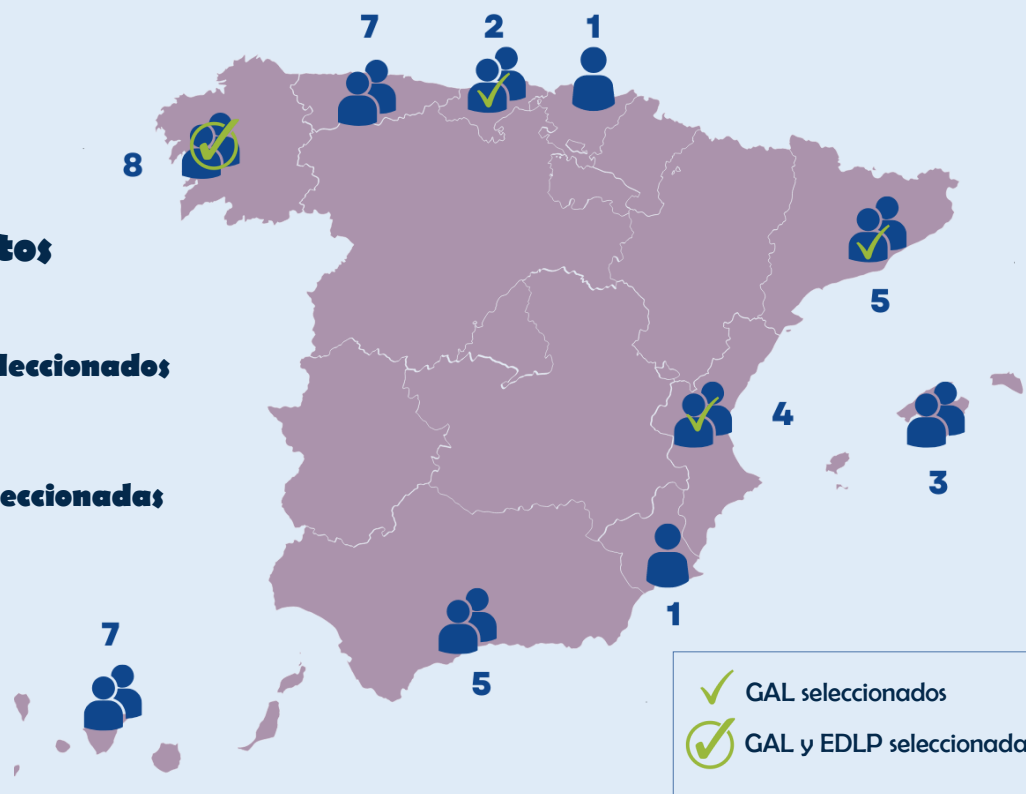 7
2
1
8
tos
5
leccionados
4
3
eccionadas
1
7
5
GAL seleccionados
GAL y EDLP seleccionada